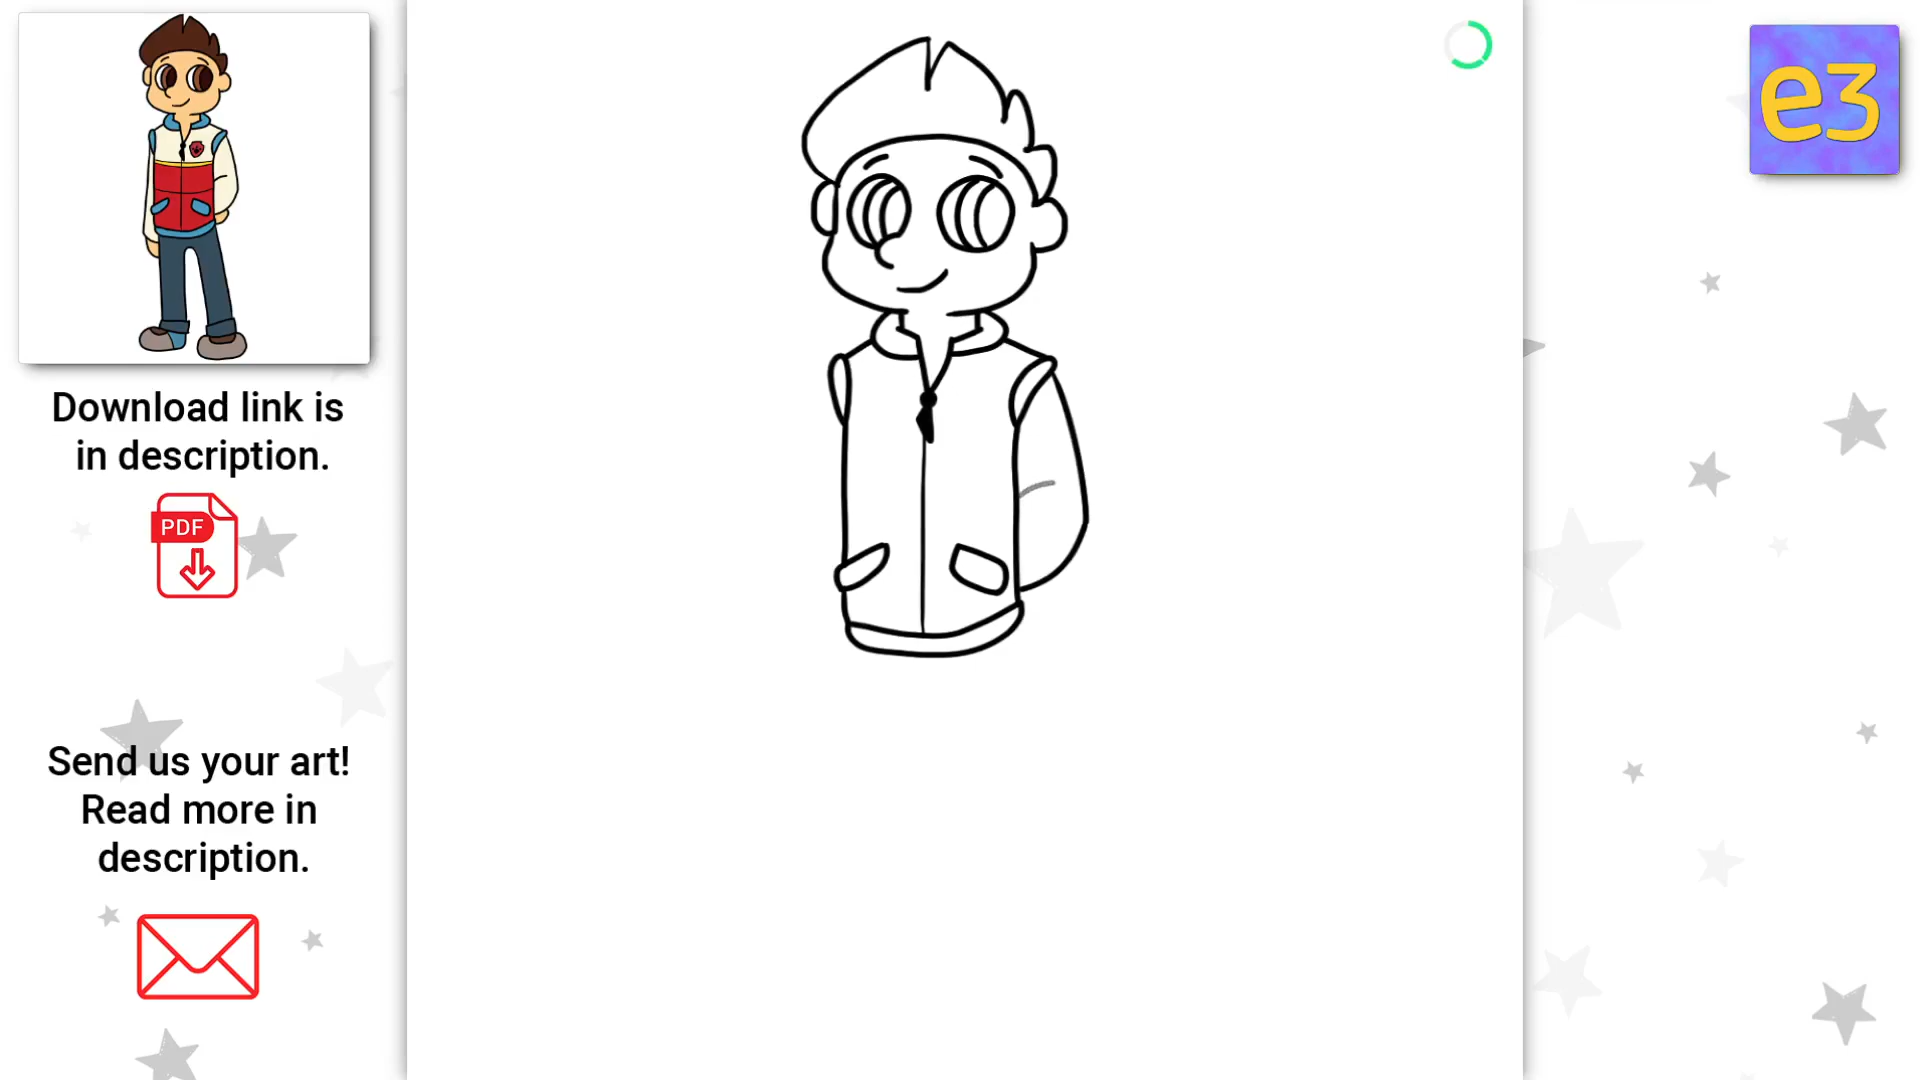 Download link is
in description.
PDF
Send us your art!
Read more in
description.
e3